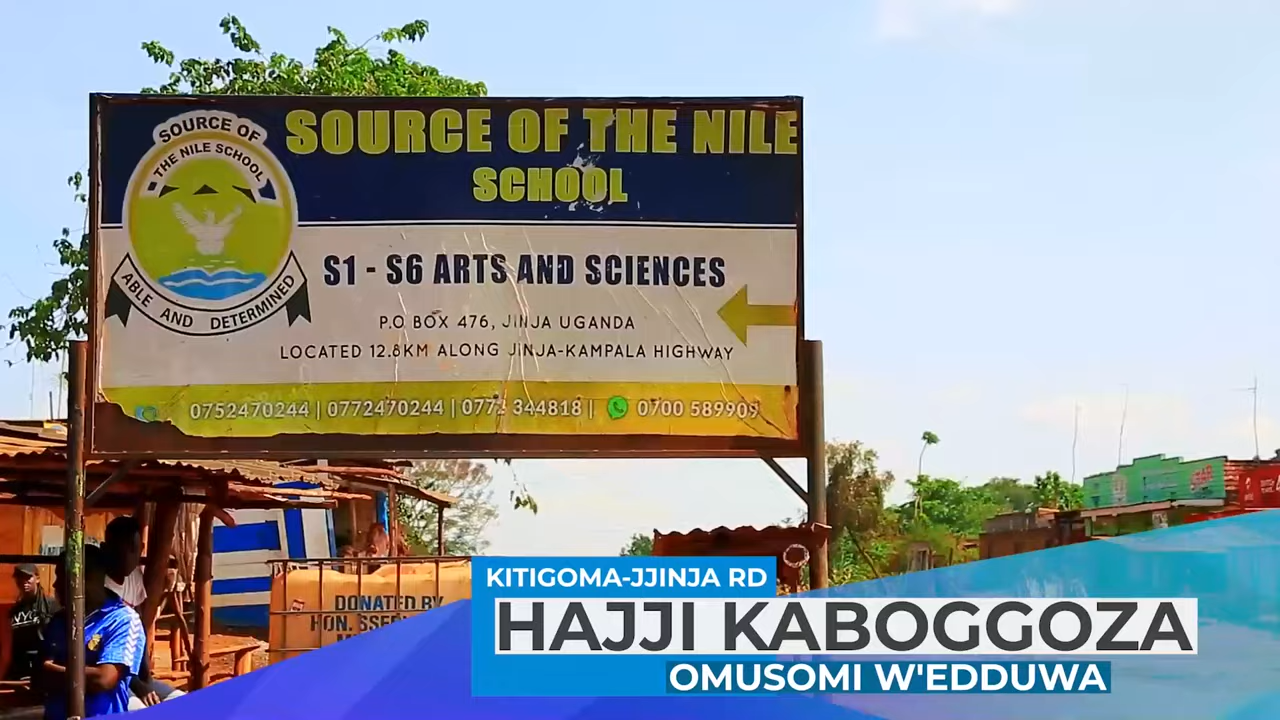 SOURCE OF THE NILE
SCHOOL
SOURCE OF
THE NILE SCHOOL
ABLE AND DETERMINED
S1 - S6 ARTS AND SCIENCES
P.O BOX 476, JINJA UGANDA
LOCATED 12.8KM ALONG JINJA-KAMPALA HIGHWAY
0752470244 | 0772470244 | 0772 344818 | 0700 589909
DONATED BY
HON.
KITIGOMA-JJINJA RD
HAJJI KABOGGOZA
OMUSOMI W'EDDUWA